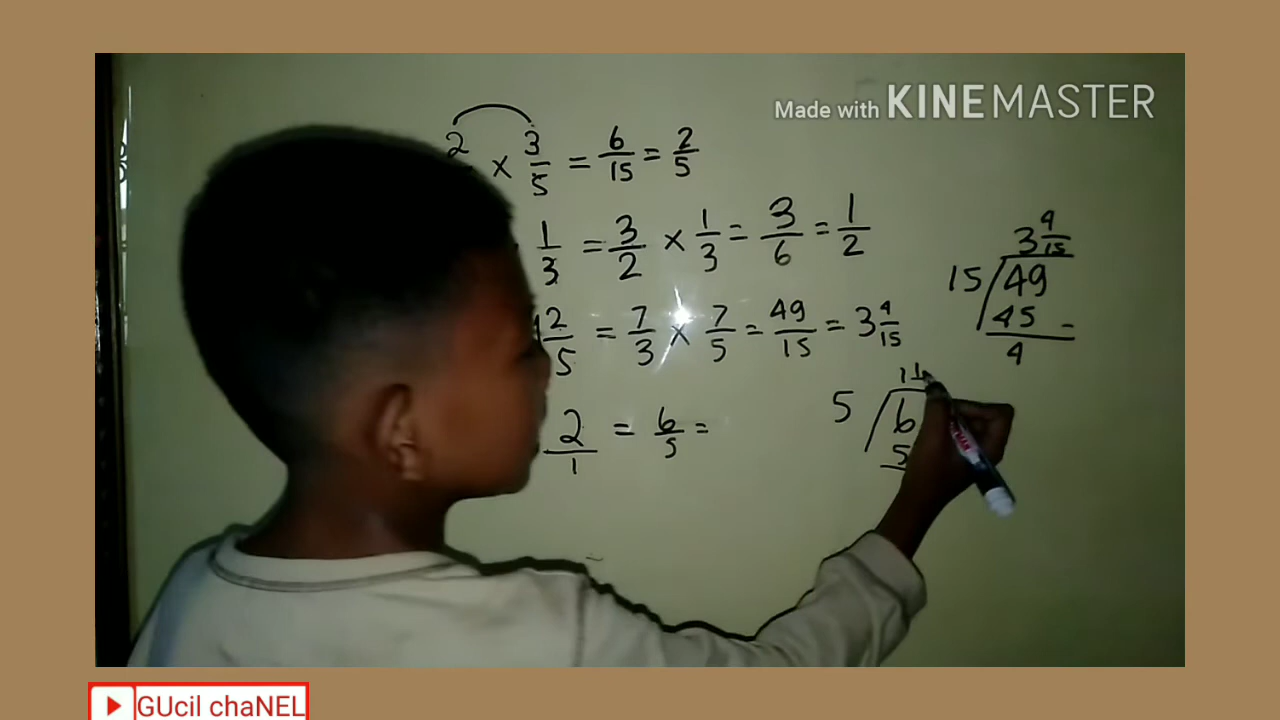 Made with KINEMASTER
2 × 3/5 = 6/15 = 2/5
1/3 = 3/2 × 1/3 = 3/6 = 1/2
2/5 = 7/3 × 7/5 = 49/15 = 3 4/15
2/1 = 6/5 =
3 4/15
15 49
45 -
4
1 1
5 6
5
GUcil chaNEL